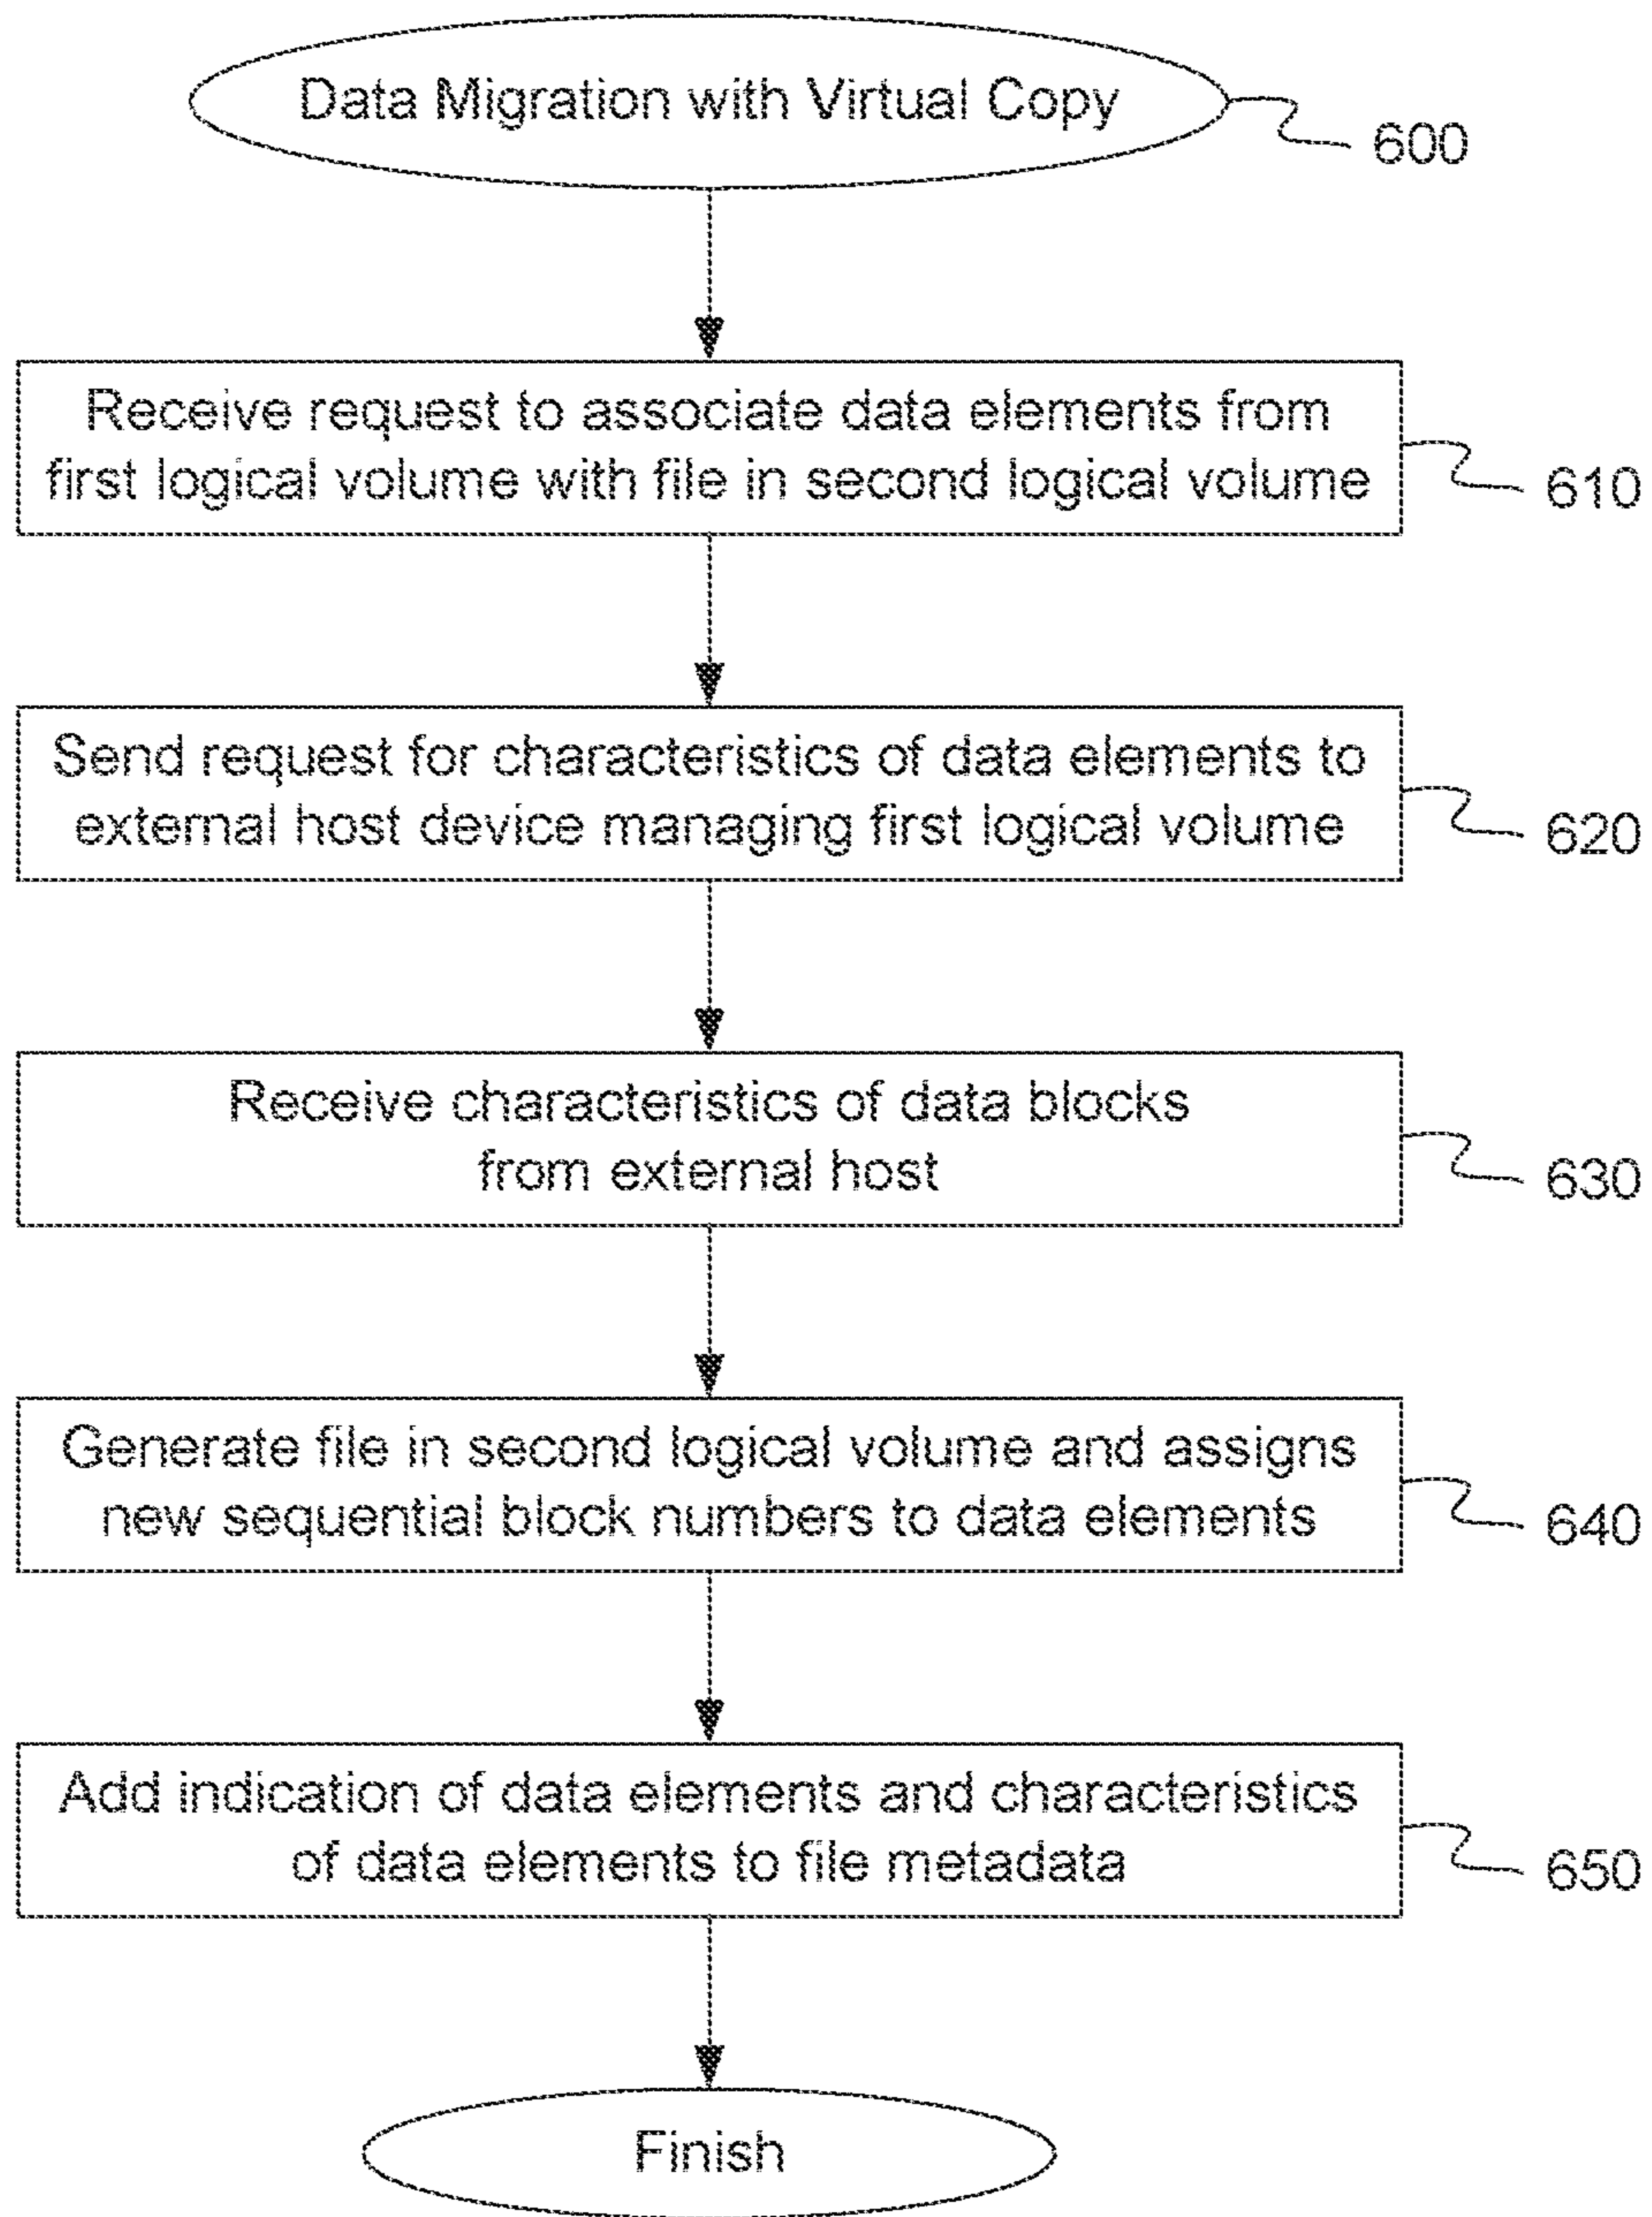 Data Migration with Virtual Copy
600
Receive request to associate data elements from
first logical volume with file in second logical volume
610
Send request for characteristics of data elements to
external host device managing first logical volume
620
Receive characteristics of data blocks
from external host
630
Generate file in second logical volume and assigns
new sequential block numbers to data elements
640
Add indication of data elements and characteristics
of data elements to file metadata
650
Finish